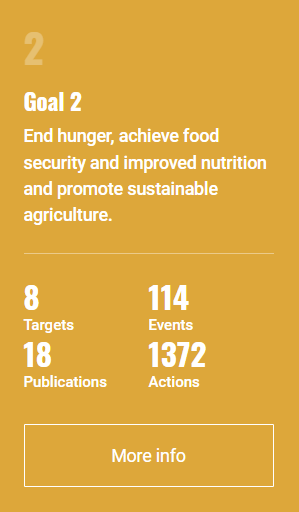 2
Goal 2
End hunger, achieve food
security and improved nutrition
and promote sustainable
agriculture.
8 114
Targets Events
18 1372
Publications Actions
More info